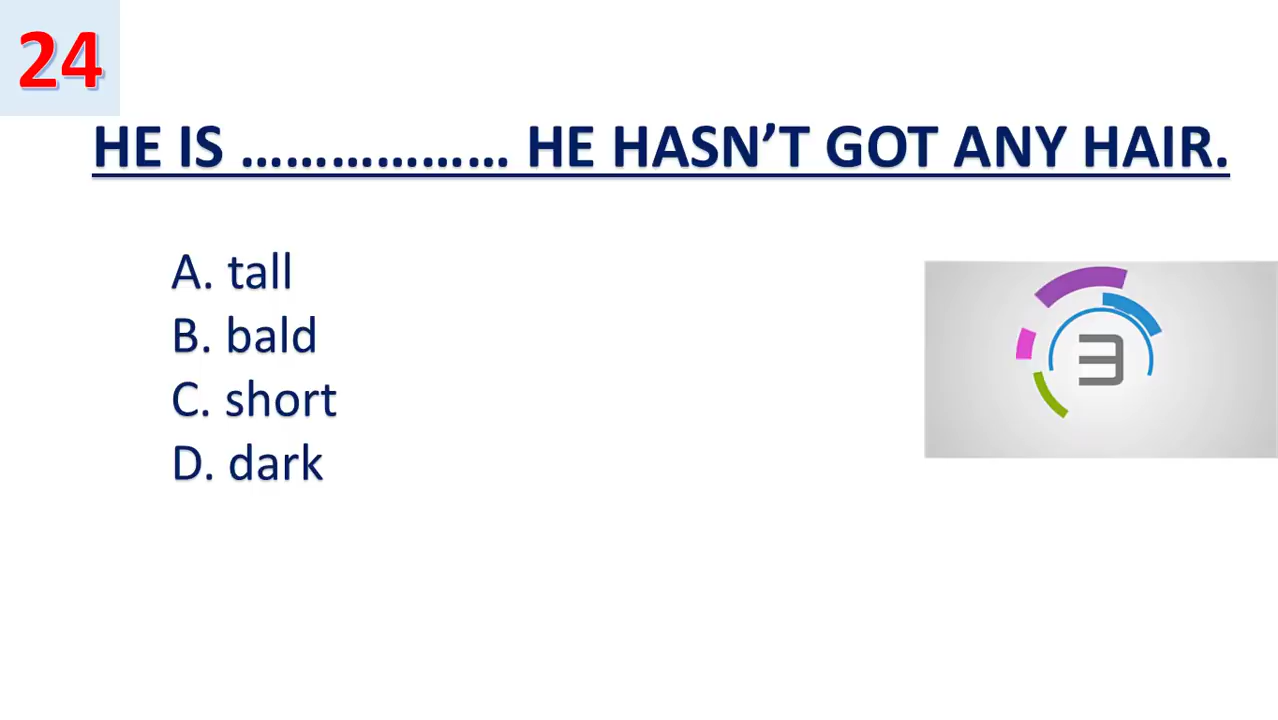 24
HE IS ……………… HE HASN’T GOT ANY HAIR.
A. tall
B. bald
C. short
D. dark
3